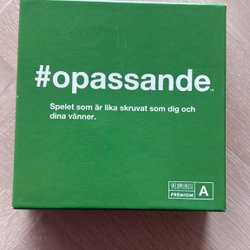 #opassande
Spelet som är lika skruvat som dig och
dina vänner.
PREMIUM
A